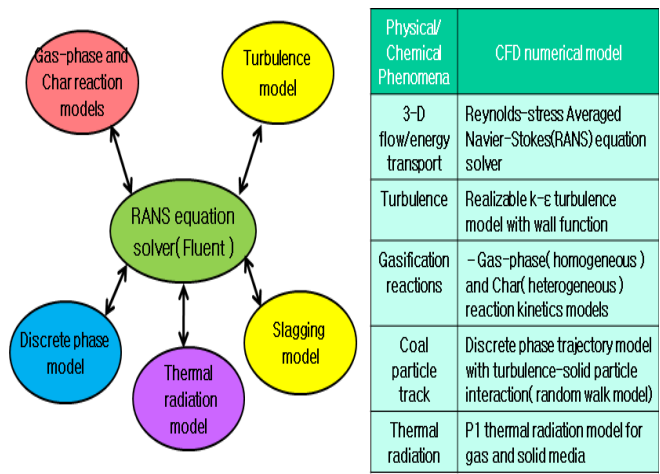 Gas-phase and
Char reaction
models
Turbulence
model
RANS equation
solver(Fluent)
Discrete phase
model
Thermal
radiation
model
Slagging
model
Physical/
Chemical
Phenomena
CFD numerical model
3-D
flow/energy
transport
Reynolds-stress Averaged
Navier-Stokes(RANS) equation
solver
Turbulence
Realizable k-ε turbulence
model with wall function
Gasification
reactions
-Gas-phase(homogeneous)
and Char(heterogeneous)
reaction kinetics models
Coal
particle
track
Discrete phase trajectory model
with turbulence-solid particle
interaction(random walk model)
Thermal
radiation
P1 thermal radiation model for
gas and solid media